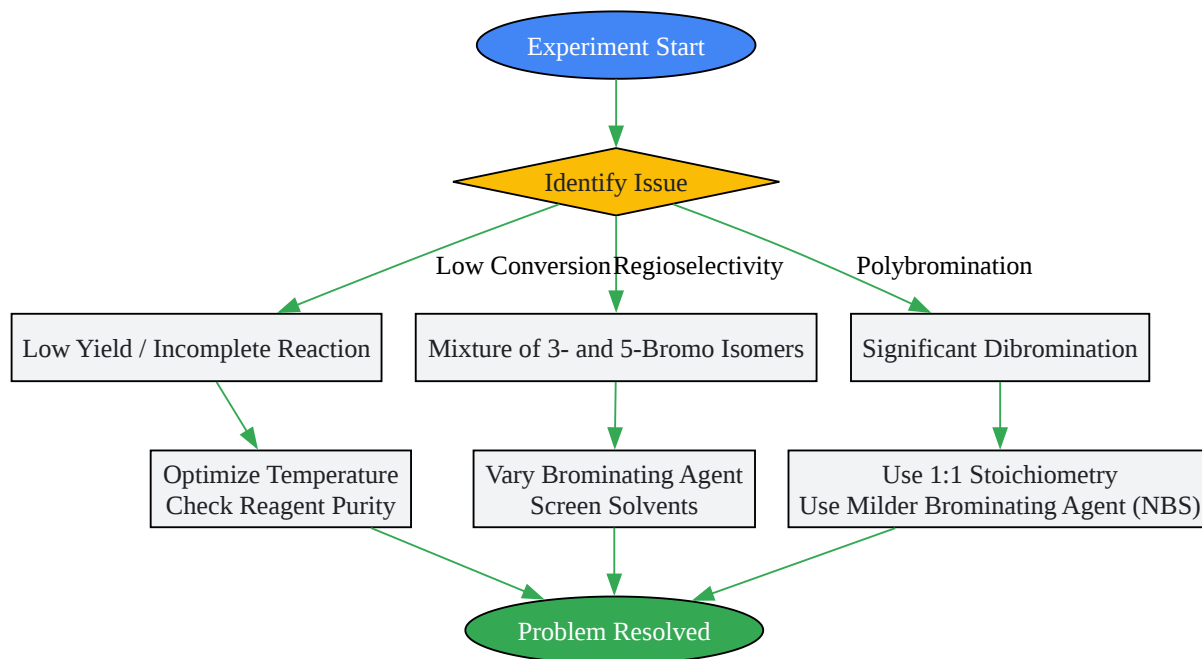 Experiment Start
Identify Issue
Low Conversion
Regioselectivity
Polybromination
Low Yield / Incomplete Reaction
Mixture of 3- and 5-Bromo Isomers
Significant Dibromination
Optimize Temperature
Check Reagent Purity
Vary Brominating Agent
Screen Solvents
Use 1:1 Stoichiometry
Use Milder Brominating Agent (NBS)
Problem Resolved